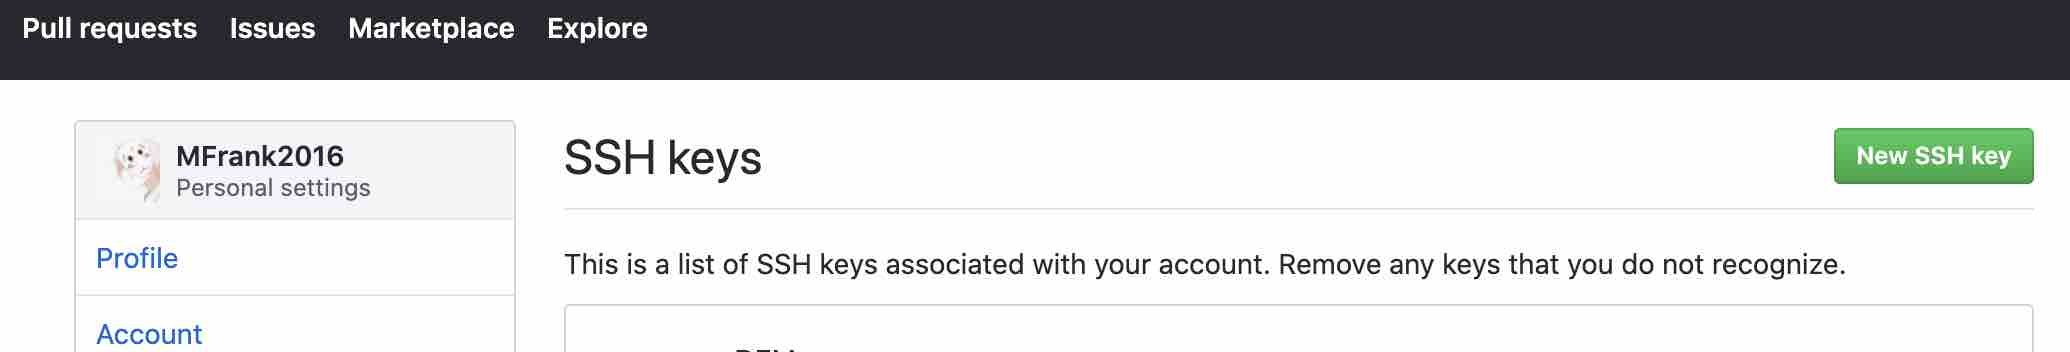 Pull requests Issues Marketplace Explore
MFrank2016
Personal settings
Profile
Account
SSH keys
New SSH key
This is a list of SSH keys associated with your account. Remove any keys that you do not recognize.